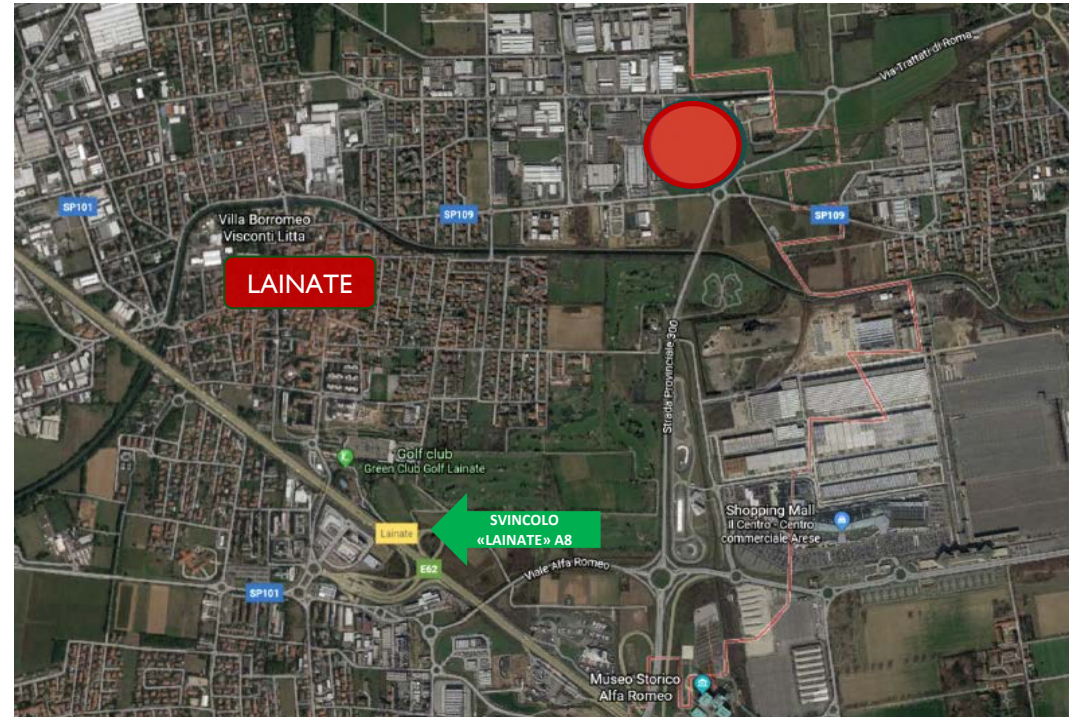 Via Trattati di Roma
SP101
SP109
SP109
Villa Borromeo
Visconti Litta
LAINATE
Strada Provinciale 300
Golf club
Green Club Golf Lainate
Shopping Mall
Il Centro - Centro
commerciale Arese
Lainate
SVINCOLO
«LAINATE» A8
E62
Viale Alfa Romeo
SP101
Museo Storico
Alfa Romeo